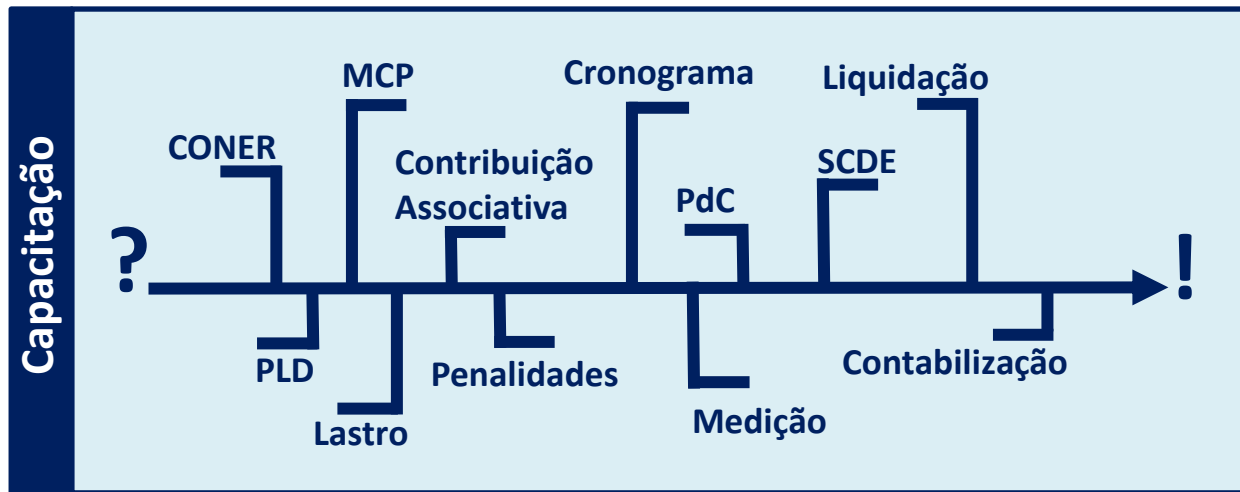 Capacitação
MCP
Cronograma
Liquidação
CONER
Contribuição
Associativa
PdC
SCDE
?
!
PLD
Penalidades
Contabilização
Lastro
Medição